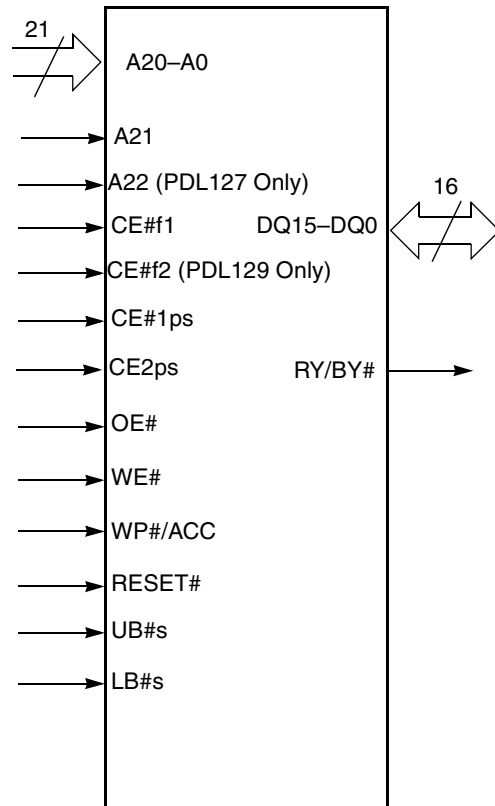 21
A20–A0
A21
A22 (PDL127 Only)
16
CE#f1 DQ15–DQ0
CE#f2 (PDL129 Only)
CE#1ps
CE2ps RY/BY#
OE#
WE#
WP#/ACC
RESET#
UB#s
LB#s